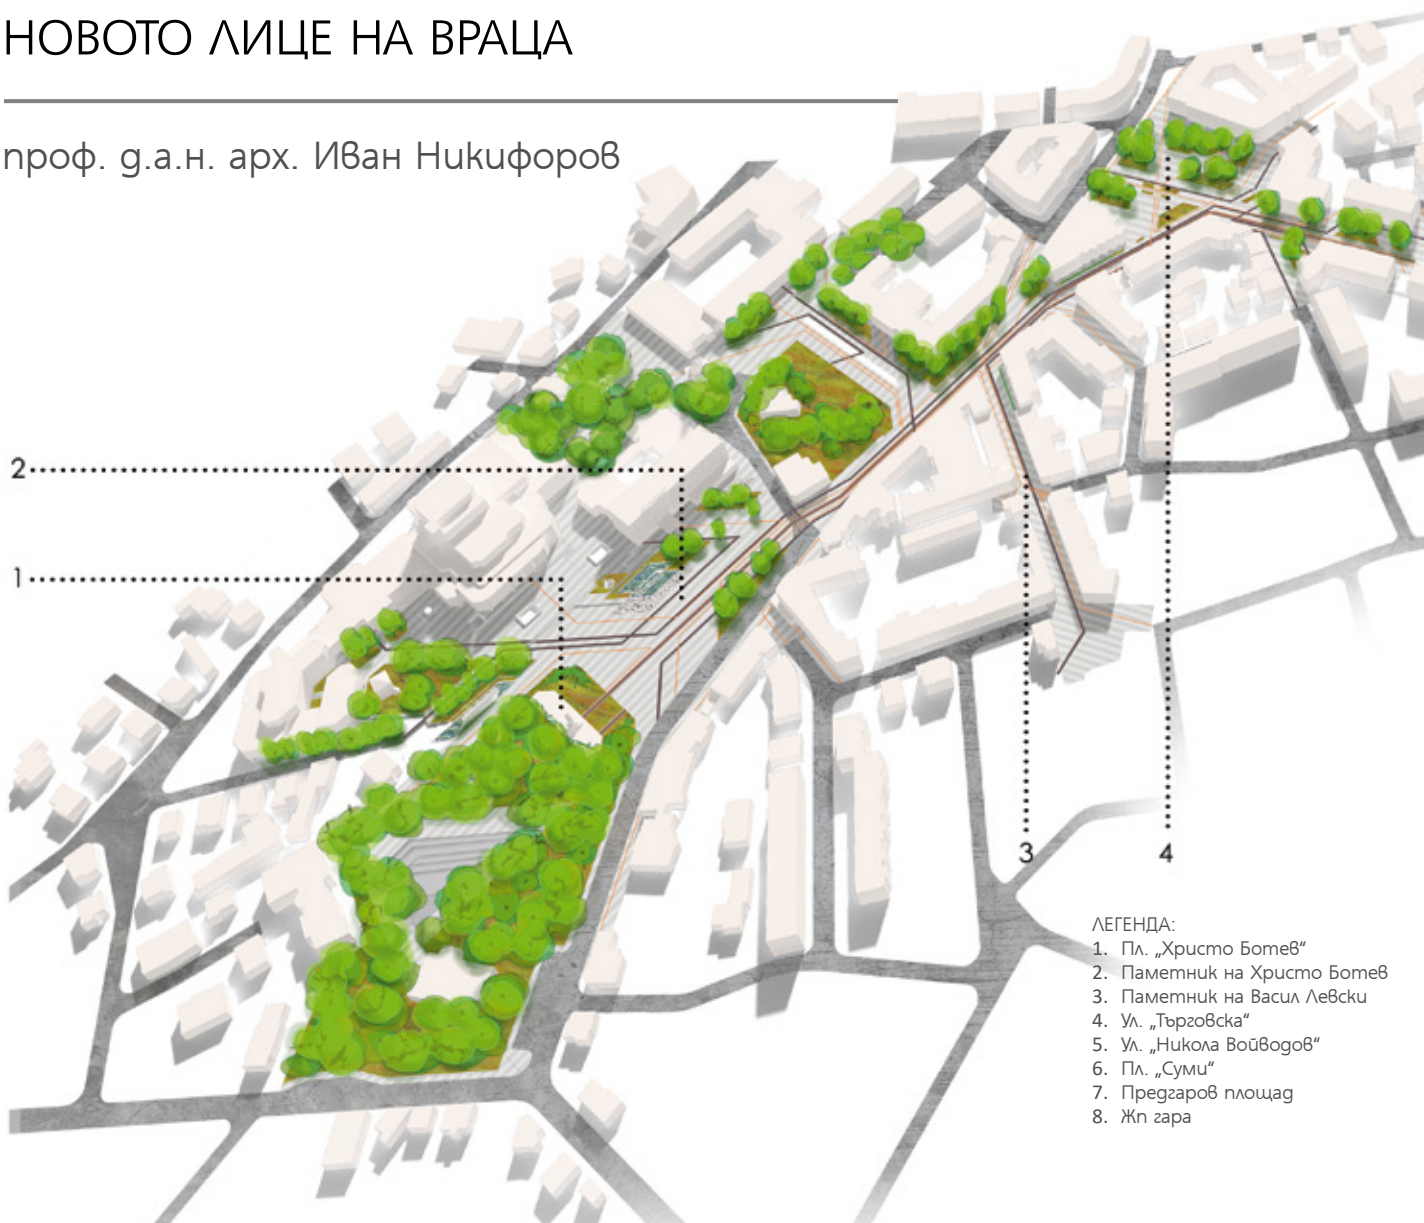 НОВОТО ЛИЦЕ НА ВРАЦА
проф. д.а.н. арх. Иван Никифоров
2
1
3
4
ЛЕГЕНДА:
1. Пл. „Христо Ботев“
2. Паметник на Христо Ботев
3. Паметник на Васил Левски
4. Ул. „Търговска“
5. Ул. „Никола Войводов“
6. Пл. „Суми“
7. Предгаров площад
8. Жп гара